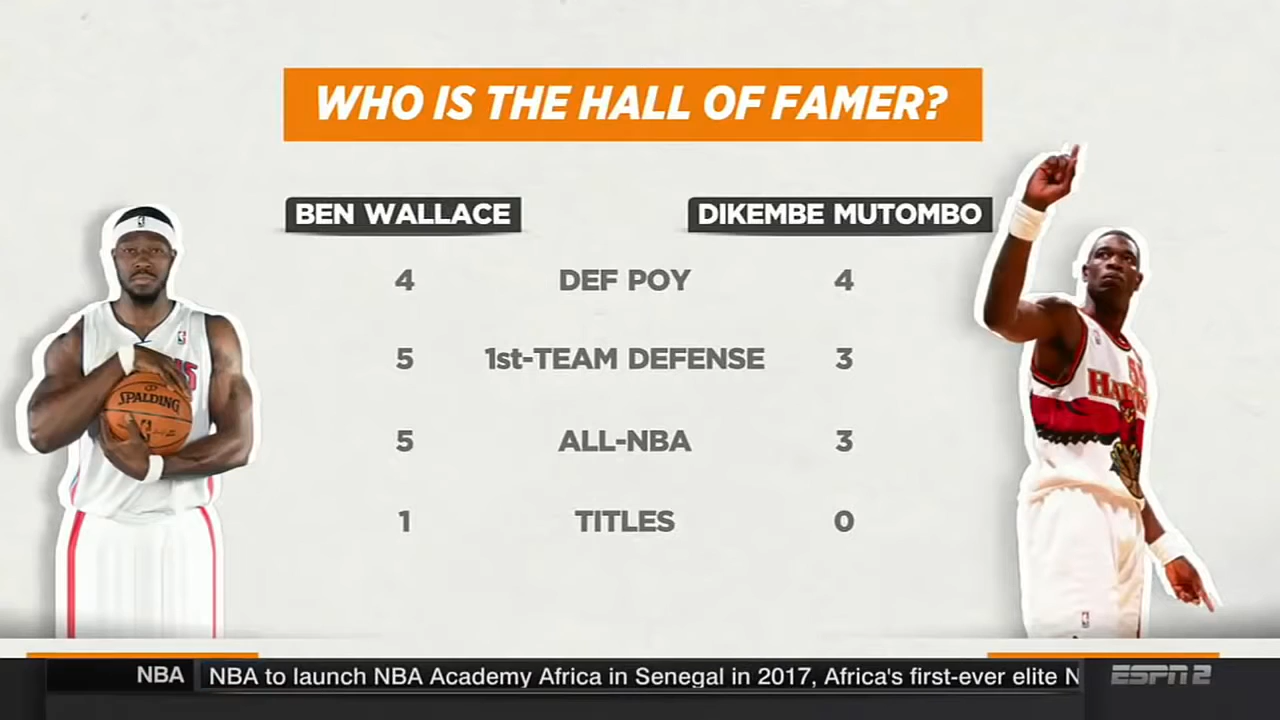 WHO IS THE HALL OF FAMER?
BEN WALLACE DIKEMBE MUTOMBO
4 DEF POY 4
5 1st-TEAM DEFENSE 3
5 ALL-NBA 3
1 TITLES 0
SPALDING
NBA NBA to launch NBA Academy Africa in Senegal in 2017, Africa's first-ever elite N
ESPN2